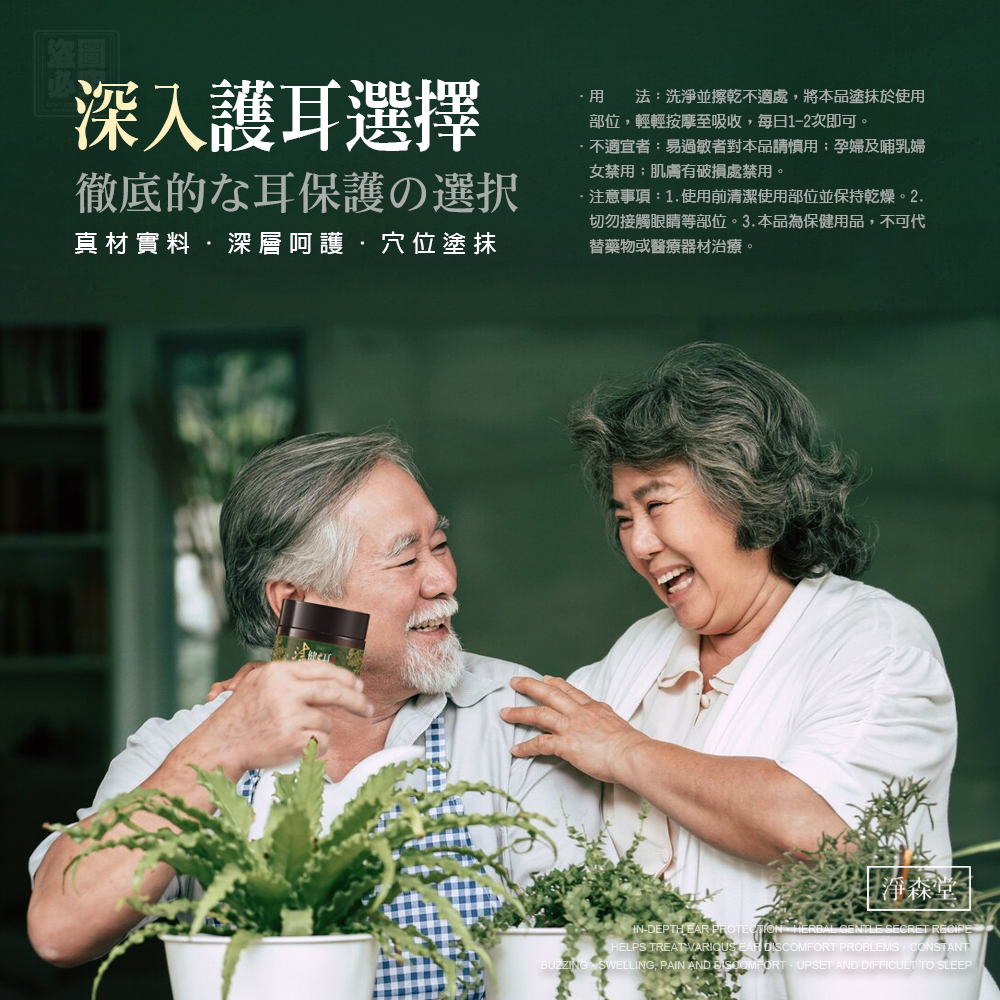 盜圖
必
深入護耳選擇
徹底的な耳保護の選択
真材實料・深層呵護・穴位塗抹
・用　　法：洗淨並擦乾不適處，將本品塗抹於使用
部位，輕輕按摩至吸收，每日1-2次即可。
・不適宜者：易過敏者對本品請慎用；孕婦及哺乳婦
女禁用；肌膚有破損處禁用。
・注意事項：1.使用前清潔使用部位並保持乾燥。2.
切勿接觸眼睛等部位。3.本品為保健用品，不可代
替藥物或醫療器材治療。
健耳
淨森堂
IN-DEPTH EAR PROTECTION · HERBAL GENTLE SECRET RECIPE
HELPS TREAT VARIOUS EAR DISCOMFORT PROBLEMS · CONSTANT
BUZZING · SWELLING, PAIN AND DISCOMFORT · UPSET AND DIFFICULT TO SLEEP